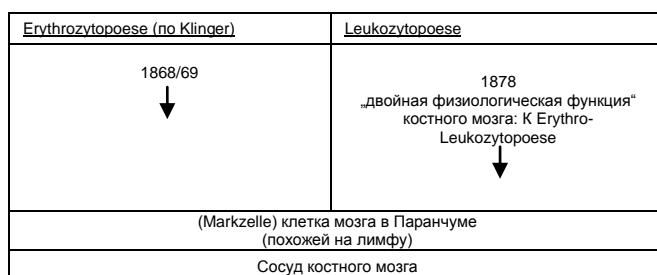 Erythrozytopoese (по Klinger)
Leukozytopoese
1868/69
1878
„двойная физиологическая функция“
костного мозга: К Erythro-
Leukozytopoese
(Markzelle) клетка мозга в Паранчуме
(похожей на лимфу)
Сосуд костного мозга